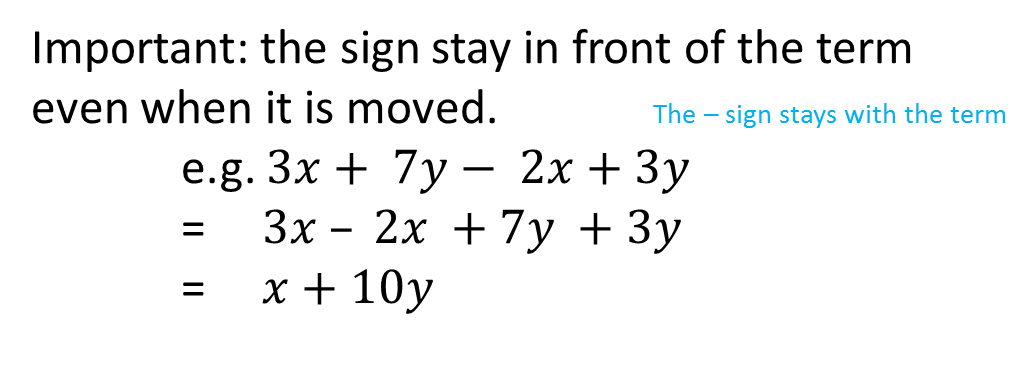 Important: the sign stay in front of the term
even when it is moved.
The – sign stays with the term
e.g. 3x + 7y − 2x + 3y
= 3x – 2x + 7y + 3y
= x + 10y